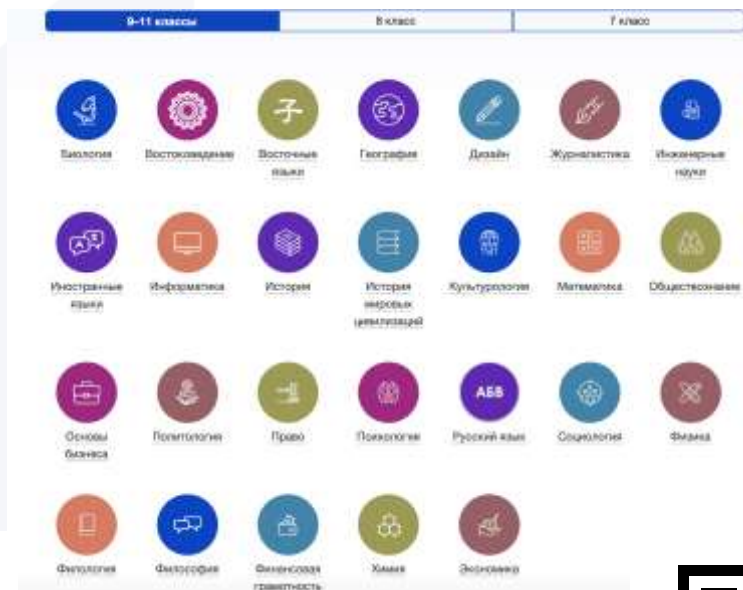 9–11 классы
8 класс
7 класс
Биология
Востоковедение
Восточные
языки
География
Дизайн
Журналистика
Инженерные
науки
Иностранные
языки
Информатика
История
История
мировых
цивилизаций
Культурология
Математика
Обществознание
Основы
бизнеса
Политология
Право
Психология
АБВ
Русский язык
Социология
Физика
Филология
Философия
Финансовая
грамотность
Химия
Экономика
子
A